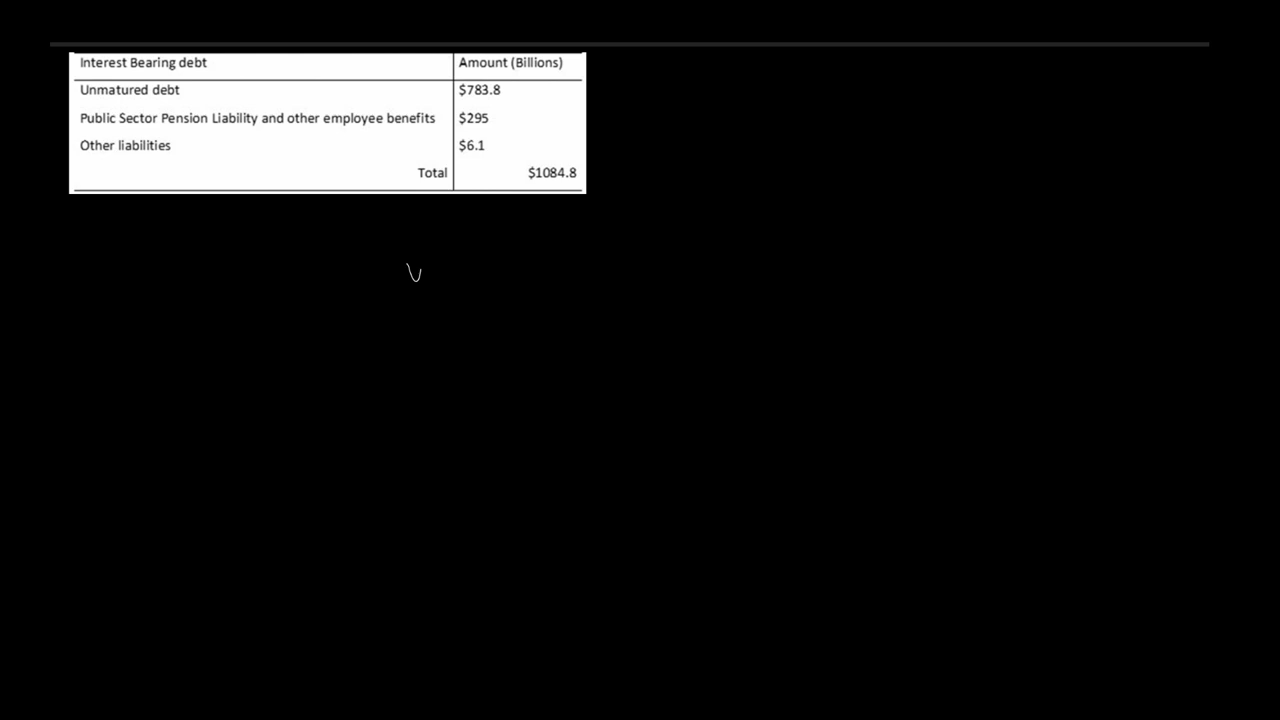 Interest Bearing debt Amount (Billions)
Unmatured debt $783.8
Public Sector Pension Liability and other employee benefits $295
Other liabilities $6.1
Total $1084.8